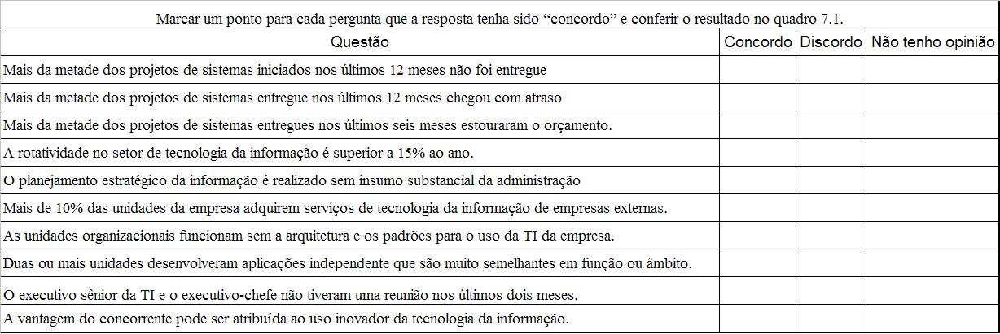 Marcar um ponto para cada pergunta que a resposta tenha sido “concordo” e conferir o resultado no quadro 7.1.
Questão Concordo Discordo Não tenho opinião
Mais da metade dos projetos de sistemas iniciados nos últimos 12 meses não foi entregue
Mais da metade dos projetos de sistemas entregue nos últimos 12 meses chegou com atraso
Mais da metade dos projetos de sistemas entregues nos últimos seis meses estouraram o orçamento.
A rotatividade no setor de tecnologia da informação é superior a 15% ao ano.
O planejamento estratégico da informação é realizado sem insumo substancial da administração
Mais de 10% das unidades da empresa adquirem serviços de tecnologia da informação de empresas externas.
As unidades organizacionais funcionam sem a arquitetura e os padrões para o uso da TI da empresa.
Duas ou mais unidades desenvolveram aplicações independente que são muito semelhantes em função ou âmbito.
O executivo sênior da TI e o executivo-chefe não tiveram uma reunião nos últimos dois meses.
A vantagem do concorrente pode ser atribuída ao uso inovador da tecnologia da informação.